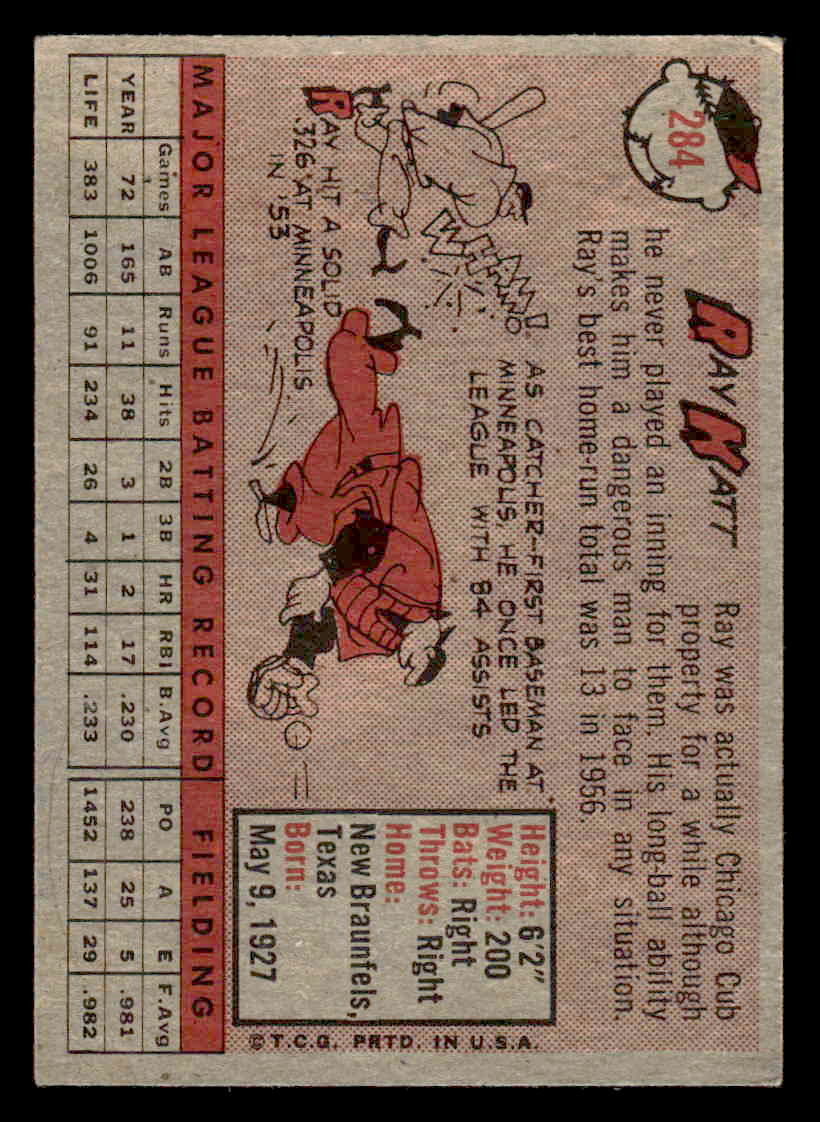 284
RAY KATT
Ray was actually Chicago Cub
property for a while although
he never played an inning for them. His long-ball ability
makes him a dangerous man to face in any situation.
Ray's best home-run total was 13 in 1956.
WHAM!
WHAM
RAY HIT A SOLID
.326 AT MINNEAPOLIS
IN '53
AS CATCHER--FIRST BASEMAN AT
MINNEAPOLIS, HE ONCE LED THE
LEAGUE WITH 84 ASSISTS
Height: 6'2"
Weight: 200
Bats: Right
Throws: Right
Home:
New Braunfels,
Texas
Born:
May 9, 1927
© T.C.G. PRTD. IN U.S.A.
MAJOR LEAGUE BATTING RECORD FIELDING
Games AB Runs Hits 2B 3B HR RBI B.Avg PO A E F.Avg
YEAR 72 165 11 38 3 1 2 17 .230 238 25 5 .981
LIFE 383 1006 91 234 26 4 31 114 .233 1452 137 29 .982